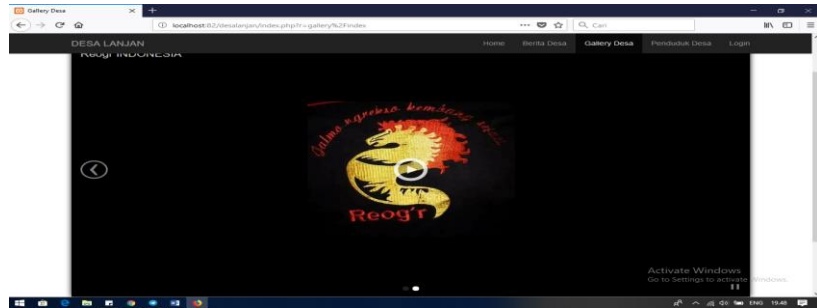 Gallery Desa
localhost:82/desalanjan/index.php?r=gallery%2Findex
Cari
DESA LANJAN
Home Berita Desa Gallery Desa Penduduk Desa Login
Reogr INDONESIA
Reog'r
Activate Windows
Go to Settings to activate Windows.
ENG 19.48